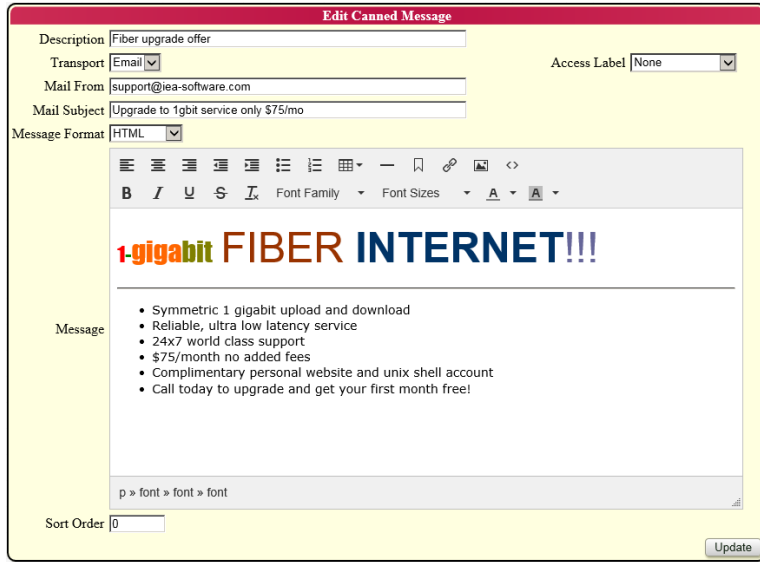 Edit Canned Message
Description Fiber upgrade offer
Transport Email Access Label None
Mail From support@iea-software.com
Mail Subject Upgrade to 1gbit service only $75/mo
Message Format HTML
B I U S Tx Font Family Font Sizes A A
1-gigabit FIBER INTERNET!!!
• Symmetric 1 gigabit upload and download
• Reliable, ultra low latency service
• 24x7 world class support
• $75/month no added fees
• Complimentary personal website and unix shell account
• Call today to upgrade and get your first month free!
Message
p » font » font » font
Sort Order 0
Update